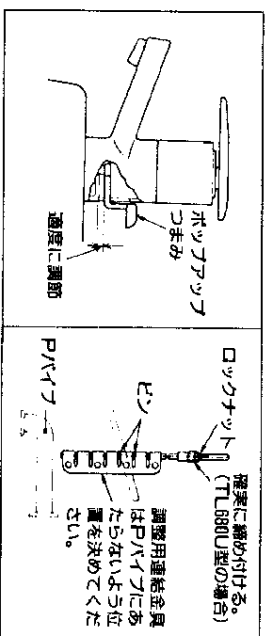 ポップアップ
つまみ
適度に調節
ロックナット
確実に締め付ける。
(TL680U型の場合)
ピン
Pパイプ
調整用連結金具
はPパイプにあ
たらないよう位
置を決めてくだ
さい。